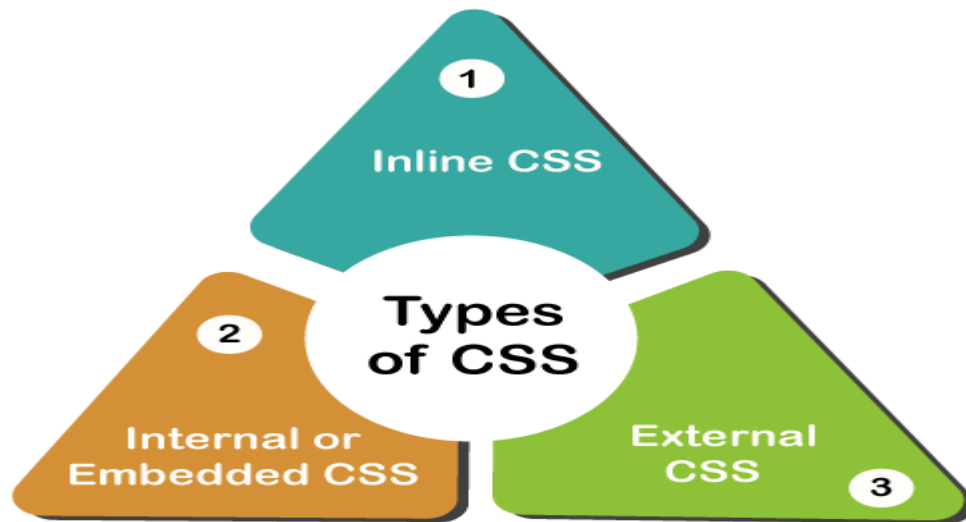 1
Inline CSS
Types
of CSS
2
Internal or
Embedded CSS
External
CSS
3